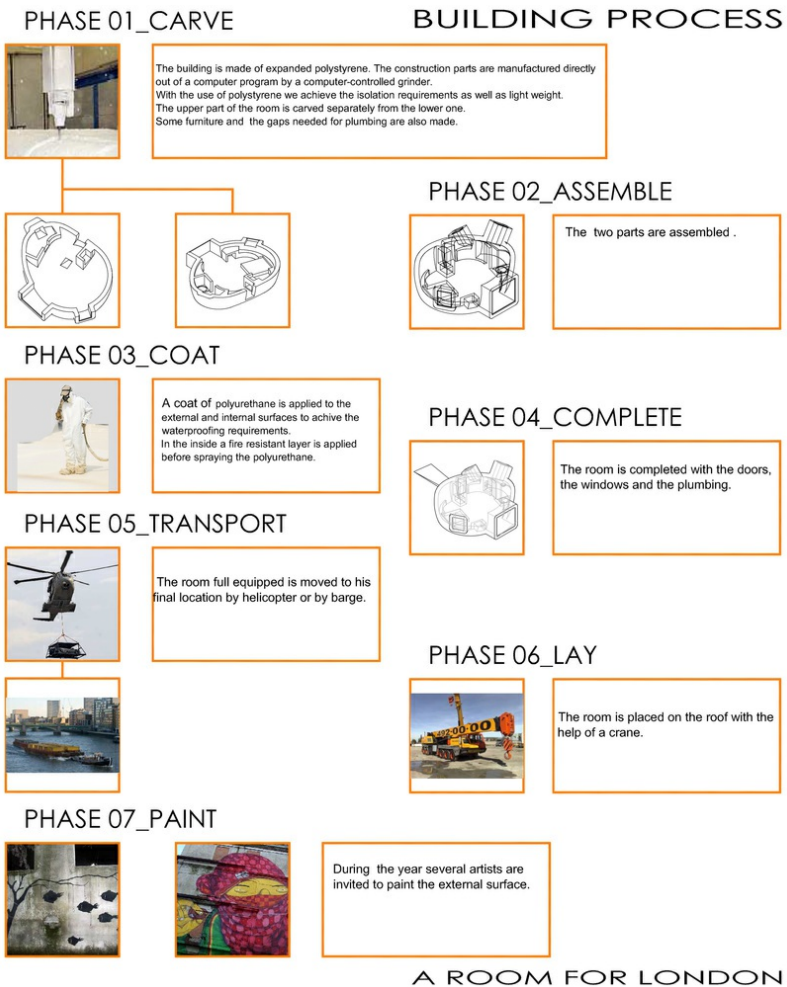 PHASE 01_CARVE
BUILDING PROCESS
The building is made of expanded polystyrene. The construction parts are manufactured directly
out of a computer program by a computer-controlled grinder.
With the use of polystyrene we achieve the isolation requirements as well as light weight.
The upper part of the room is carved separately from the lower one.
Some furniture and the gaps needed for plumbing are also made.
PHASE 02_ASSEMBLE
The two parts are assembled .
PHASE 03_COAT
A coat of polyurethane is applied to the
external and internal surfaces to achive the
waterproofing requirements.
In the inside a fire resistant layer is applied
before spraying the polyurethane.
PHASE 04_COMPLETE
The room is completed with the doors,
the windows and the plumbing.
PHASE 05_TRANSPORT
The room full equipped is moved to his
final location by helicopter or by barge.
PHASE 06_LAY
The room is placed on the roof with the
help of a crane.
PHASE 07_PAINT
During the year several artists are
invited to paint the external surface.
A ROOM FOR LONDON